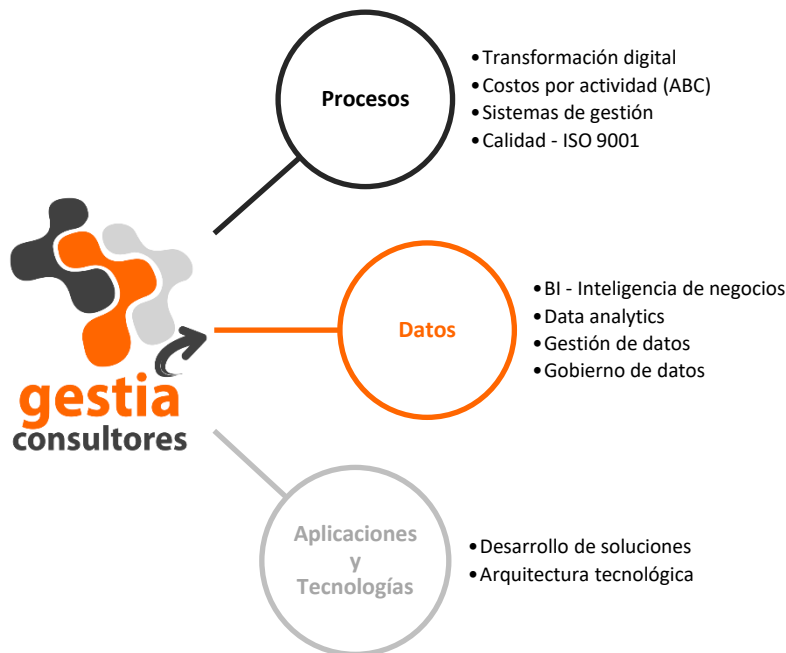 Procesos
•Transformación digital
•Costos por actividad (ABC)
•Sistemas de gestión
•Calidad - ISO 9001
gestia
consultores
Datos
•BI - Inteligencia de negocios
•Data analytics
•Gestión de datos
•Gobierno de datos
Aplicaciones
y
Tecnologías
•Desarrollo de soluciones
•Arquitectura tecnológica